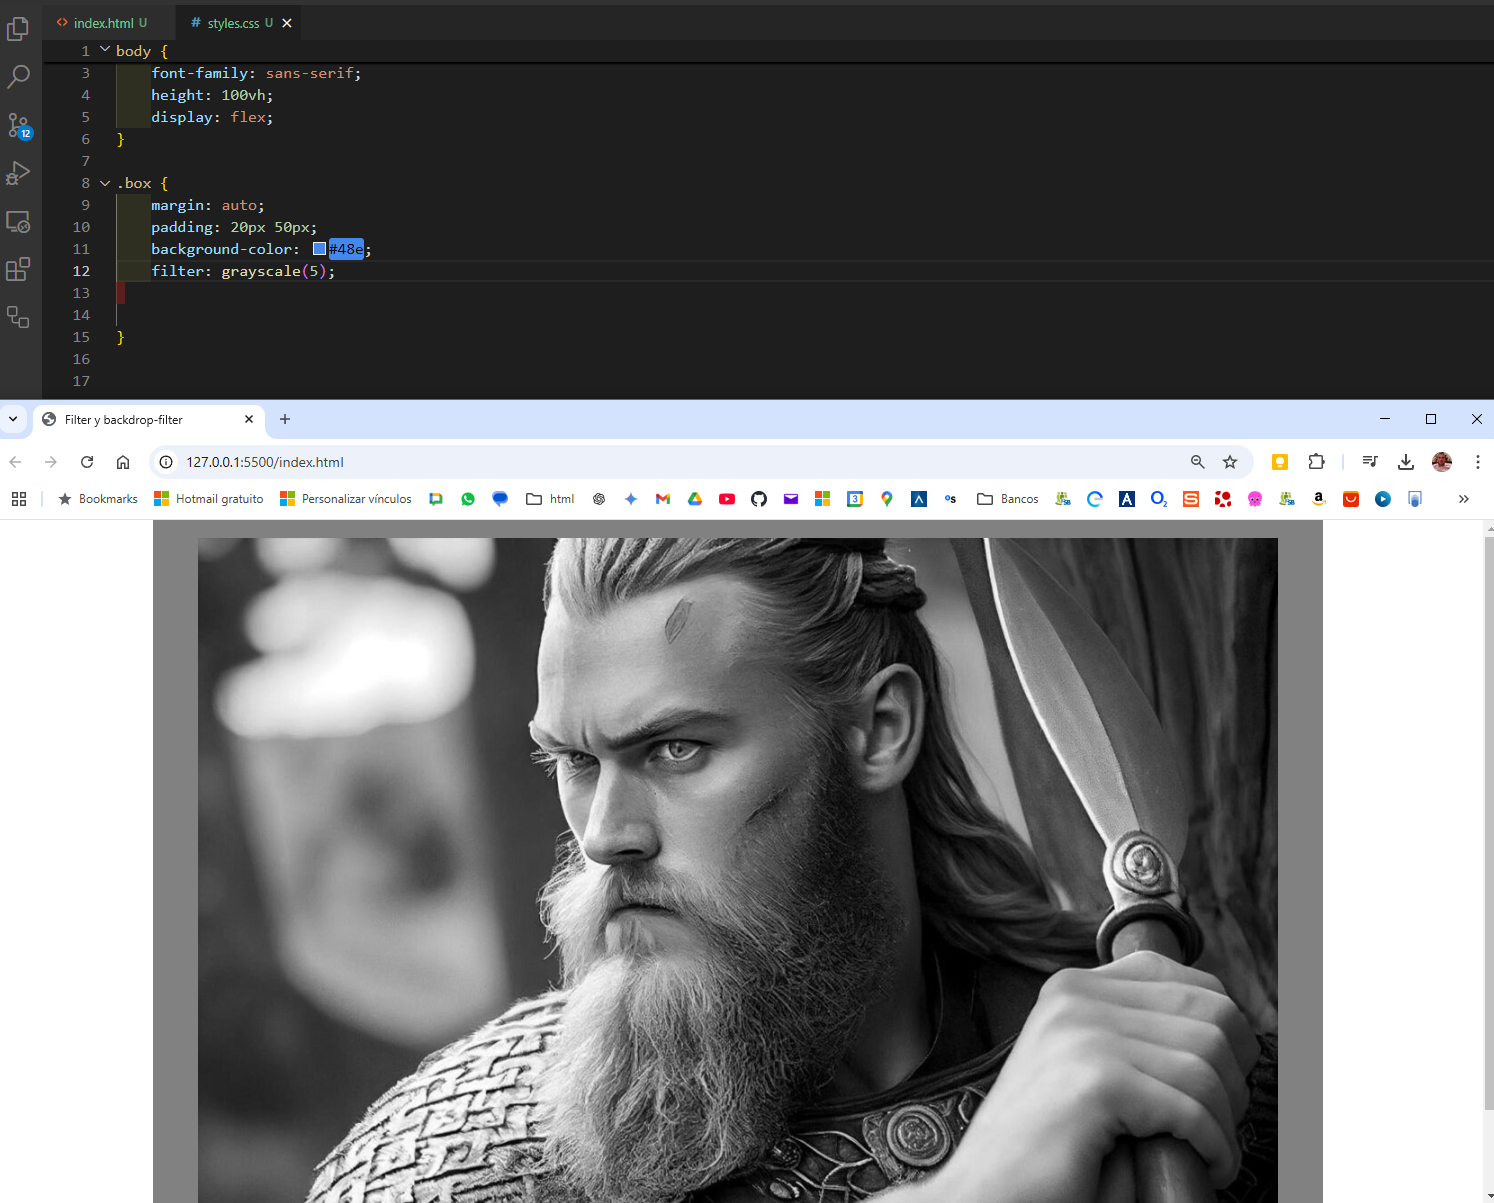 index.html U
styles.css U
1 body {
3 font-family: sans-serif;
4 height: 100vh;
5 display: flex;
6 }
7
8 .box {
9 margin: auto;
10 padding: 20px 50px;
11 background-color: #48e;
12 filter: grayscale(5);
13
14
15 }
16
17
12
Filter y backdrop-filter
127.0.0.1:5500/index.html
Bookmarks Hotmail gratuito Personalizar vínculos html Bancos